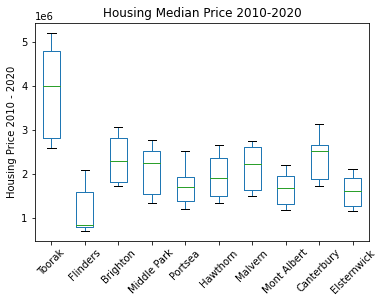 Housing Median Price 2010-2020
1e6
Housing Price 2010 - 2020
5
4
3
2
1
Toorak
Flinders
Brighton
Middle Park
Portsea
Hawthorn
Malvern
Mont Albert
Canterbury
Elsternwick